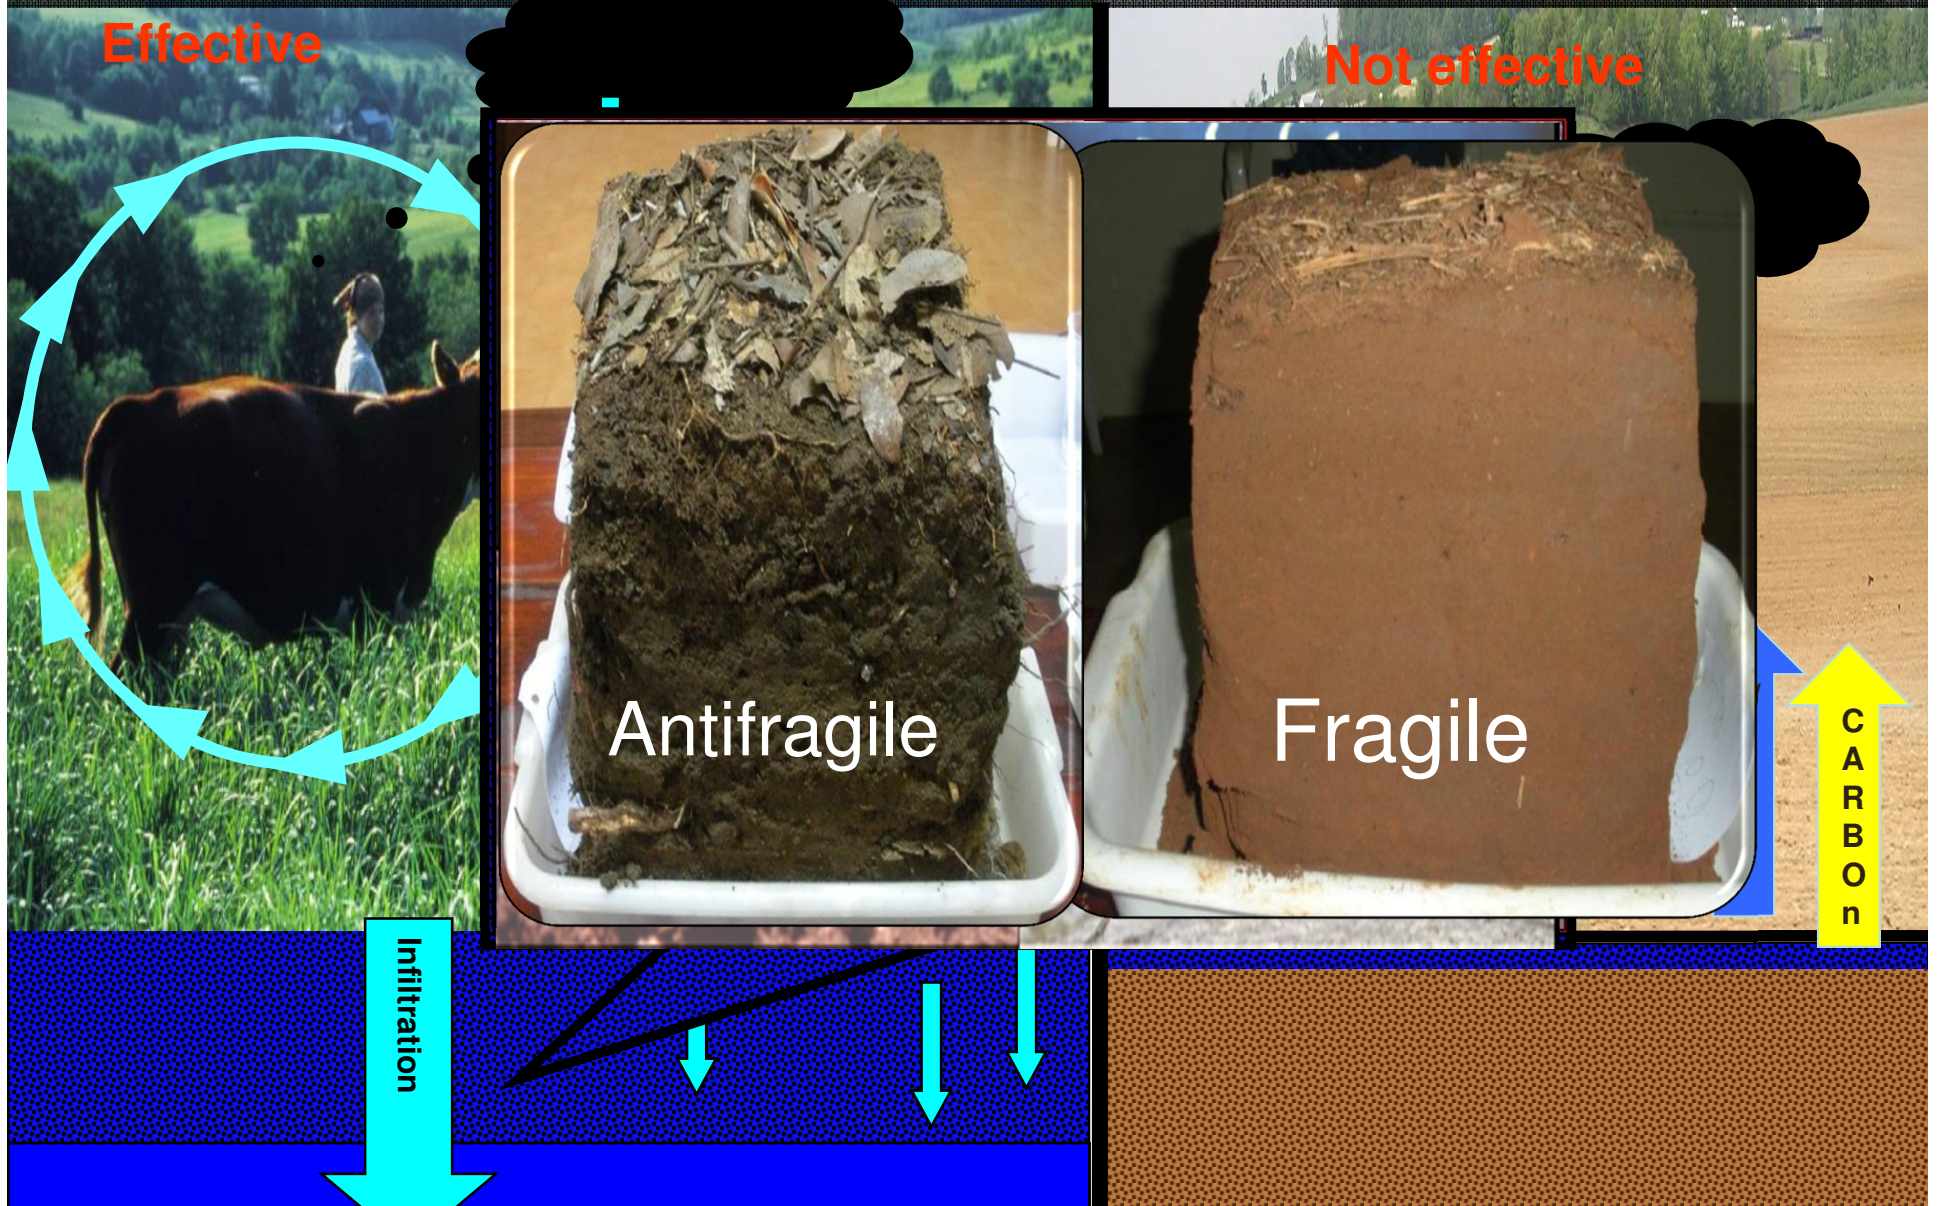 Effective
Not effective
Antifragile
Fragile
C
A
R
B
O
n
Infiltration